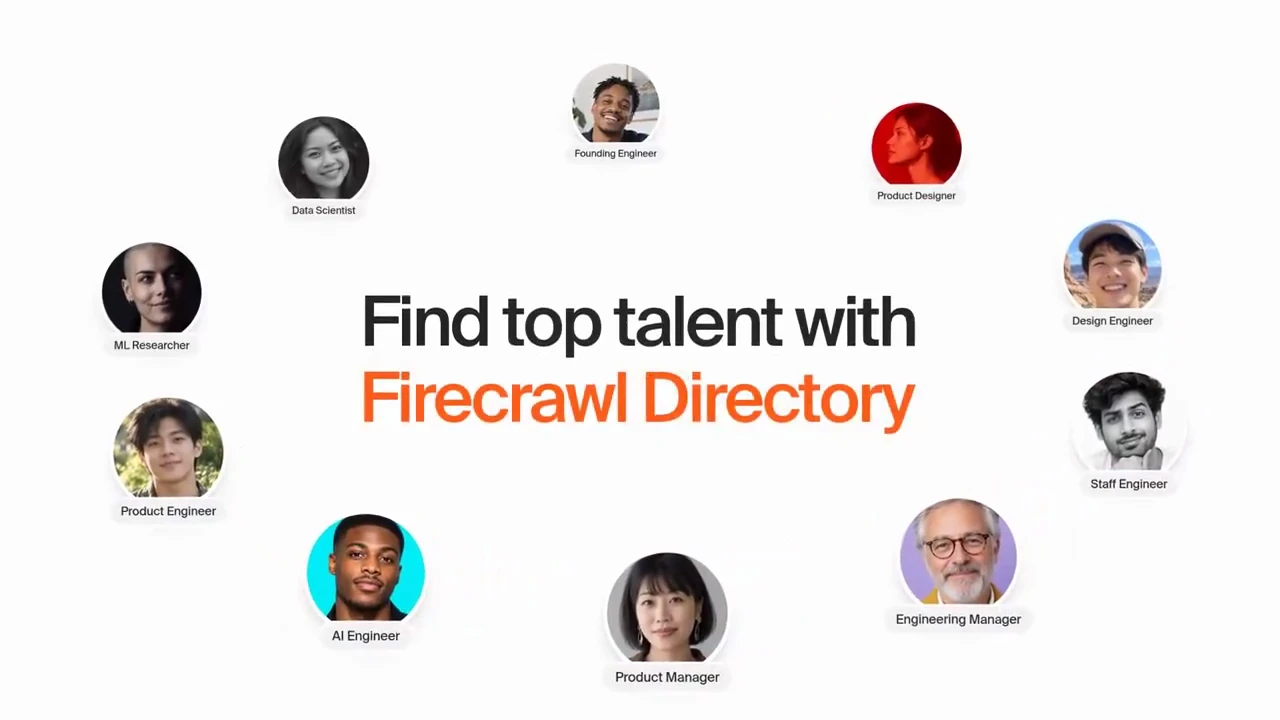 Founding Engineer
Product Designer
Data Scientist
Design Engineer
Find top talent with
ML Researcher
Firecrawl Directory
Staff Engineer
Product Engineer
Engineering Manager
AI Engineer
Product Manager